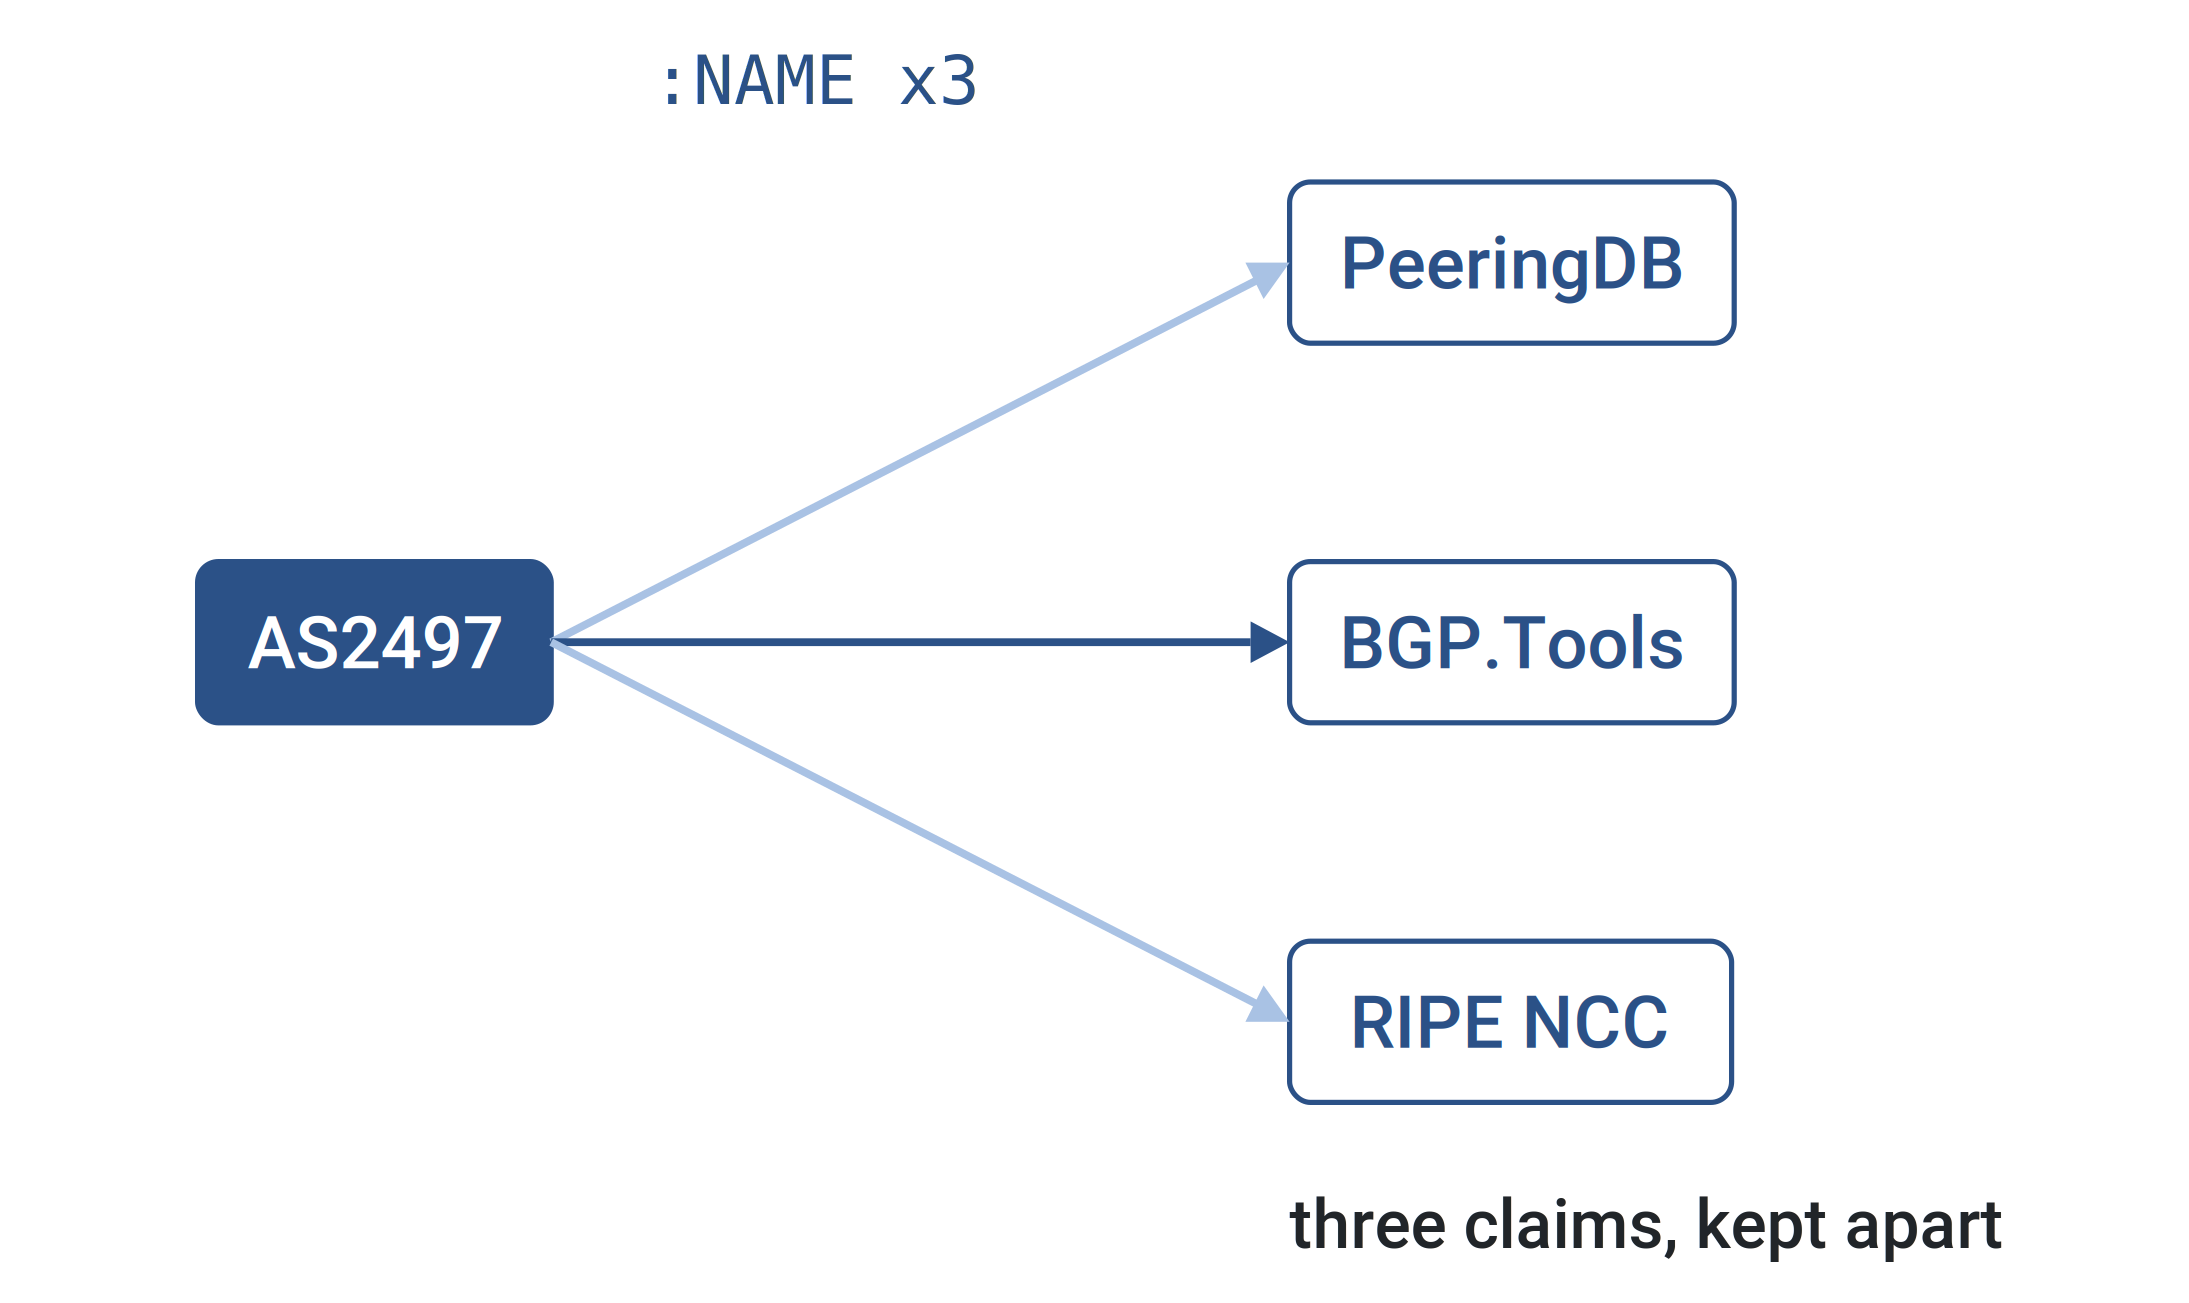 :NAME x3
PeeringDB
AS2497
BGP.Tools
RIPE NCC
three claims, kept apart